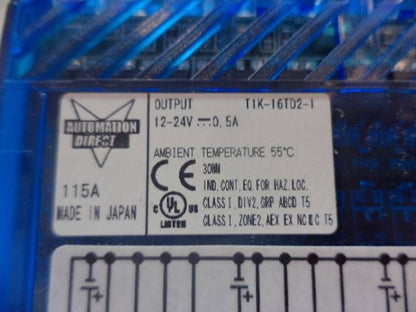 AUTOMATION
DIRECT
115A
MADE IN JAPAN
OUTPUT T1K-16TD2-1
12-24V⎓0.5A
AMBIENT TEMPERATURE 55°C
CE 30HM
IND. CONT. EQ. FOR HAZ. LOC.
C UL US CLASS I, DIV2, GRP ABCD T5
LISTED CLASS I, ZONE2, AEX EX NC IIC T5